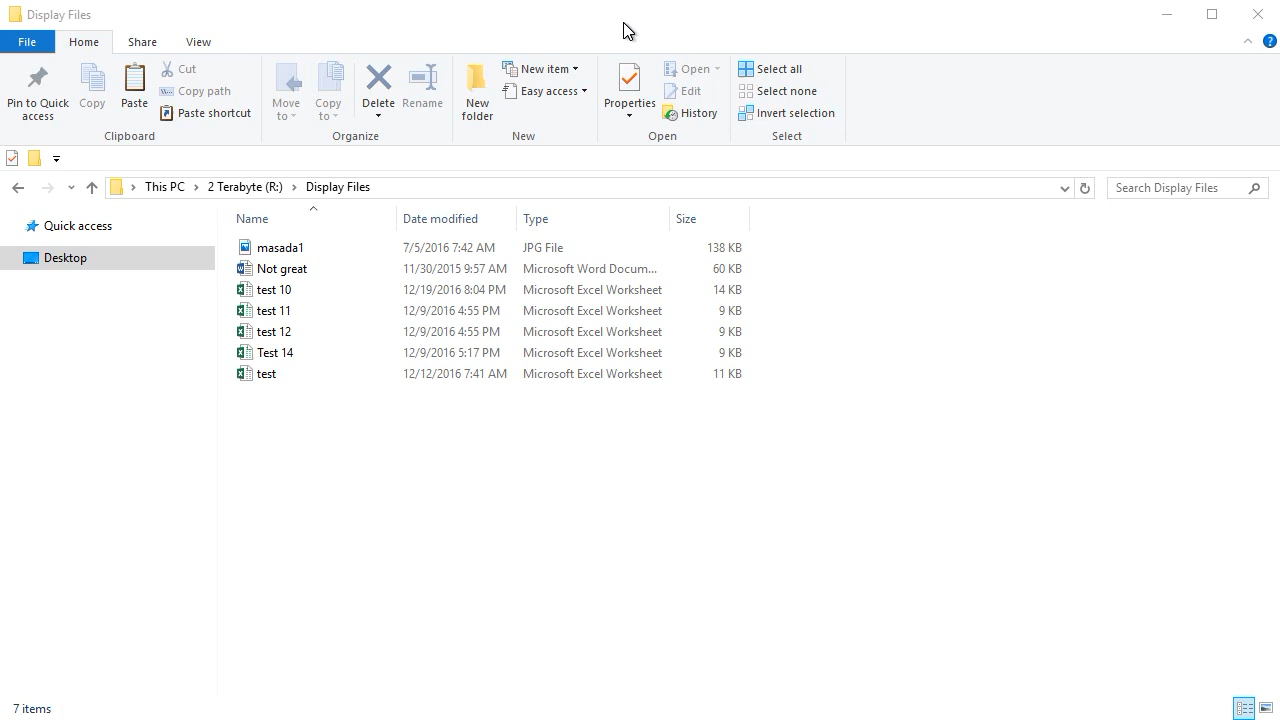 Display Files
File Home Share View
Pin to Quick access
Copy
Paste
Cut
Copy path
Paste shortcut
Clipboard
Move to
Copy to
Delete
Rename
Organize
New folder
New item
Easy access
New
Properties
Open
Edit
History
Open
Select all
Select none
Invert selection
Select
This PC > 2 Terabyte (R:) > Display Files
Search Display Files
Quick access
Desktop
Name Date modified Type Size
masada1 7/5/2016 7:42 AM JPG File 138 KB
Not great 11/30/2015 9:57 AM Microsoft Word Docum... 60 KB
test 10 12/19/2016 8:04 PM Microsoft Excel Worksheet 14 KB
test 11 12/9/2016 4:55 PM Microsoft Excel Worksheet 9 KB
test 12 12/9/2016 4:55 PM Microsoft Excel Worksheet 9 KB
Test 14 12/9/2016 5:17 PM Microsoft Excel Worksheet 9 KB
test 12/12/2016 7:41 AM Microsoft Excel Worksheet 11 KB
7 items